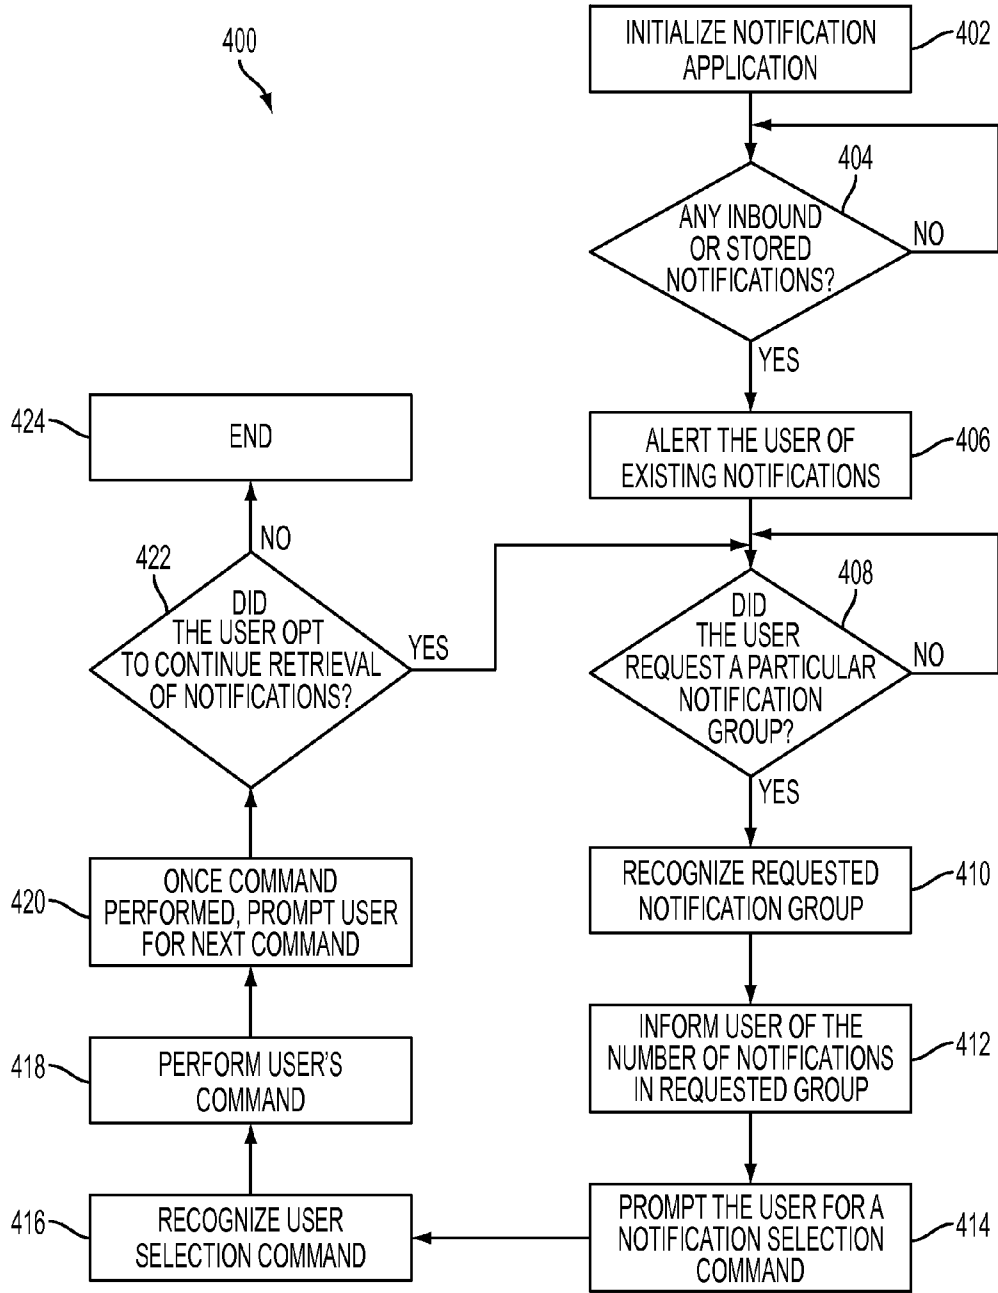 400
INITIALIZE NOTIFICATION
APPLICATION
402
404
ANY INBOUND
OR STORED
NOTIFICATIONS?
NO
YES
ALERT THE USER OF
EXISTING NOTIFICATIONS
406
408
DID
THE USER
REQUEST A PARTICULAR
NOTIFICATION
GROUP?
NO
YES
RECOGNIZE REQUESTED
NOTIFICATION GROUP
410
INFORM USER OF THE
NUMBER OF NOTIFICATIONS
IN REQUESTED GROUP
412
PROMPT THE USER FOR A
NOTIFICATION SELECTION
COMMAND
414
416
RECOGNIZE USER
SELECTION COMMAND
418
PERFORM USER'S
COMMAND
420
ONCE COMMAND
PERFORMED, PROMPT USER
FOR NEXT COMMAND
422
DID
THE USER OPT
TO CONTINUE RETRIEVAL
OF NOTIFICATIONS?
YES
NO
424
END